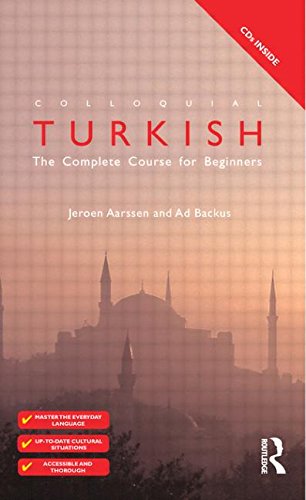 CDs INSIDE
COLLOQUIAL
TURKISH
The Complete Course for Beginners
Jeroen Aarssen and Ad Backus
MASTER THE EVERYDAY
LANGUAGE
UP-TO-DATE CULTURAL
SITUATIONS
ACCESSIBLE AND
THOROUGH
ROUTLEDGE